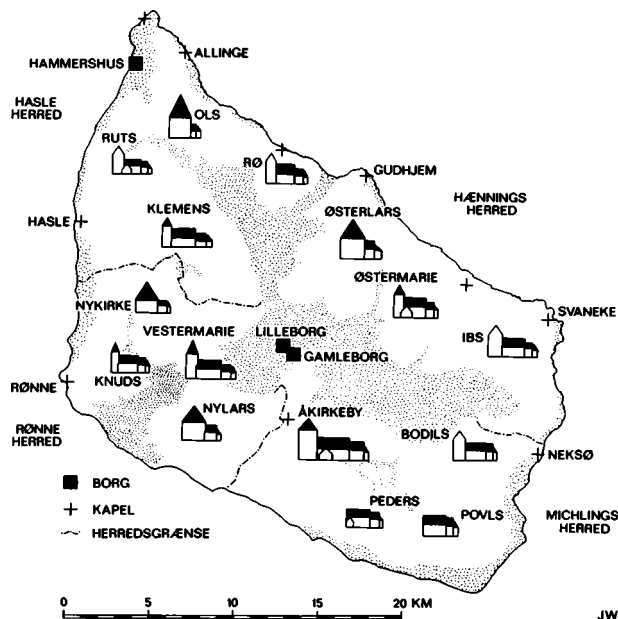 ALLINGE
HAMMERSHUS
HASLE
HERRED
OLS
RUTS
RØ
GUDHJEM
HÆNNINGS
HERRED
KLEMENS
HASLE
ØSTERLARS
ØSTERMARIE
NYKIRKE
SVANEKE
VESTERMARIE
LILLEBORG
IBS
GAMLEBORG
KNUDS
RØNNE
NYLARS
ÅKIRKEBY
RØNNE
HERRED
BODILS
NEKSØ
BORG
KAPEL
PEDERS
POVLS
MICHLINGS
HERRED
HERREDSGRÆNSE
0 5 10 15 20 KM
JW